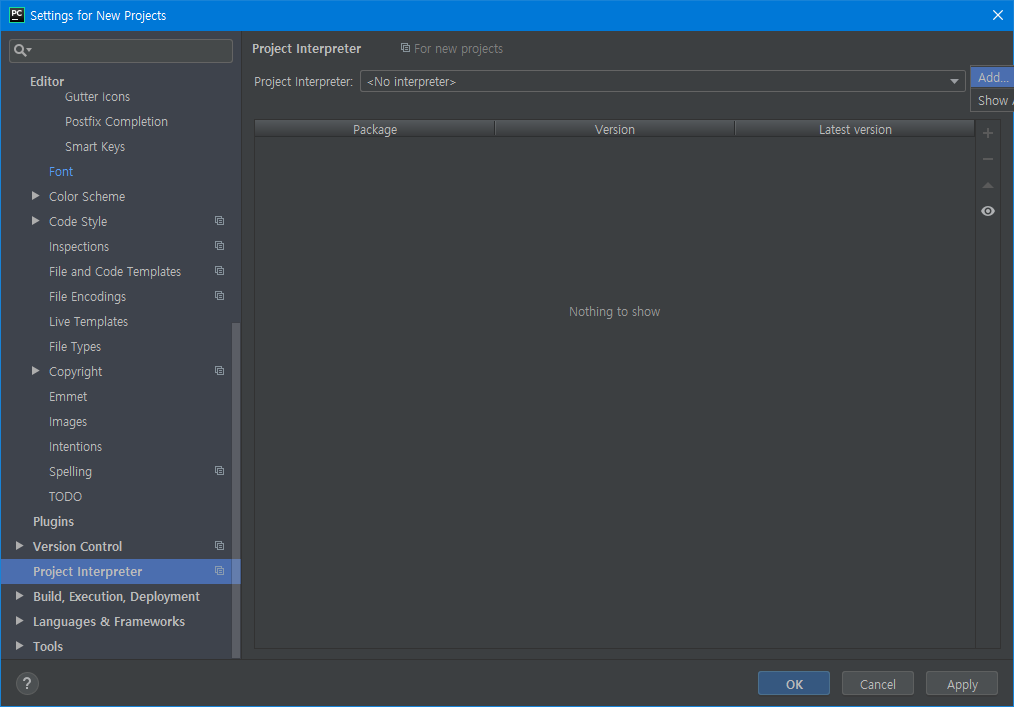 PC
Settings for New Projects
Editor
Gutter Icons
Postfix Completion
Smart Keys
Font
Color Scheme
Code Style
Inspections
File and Code Templates
File Encodings
Live Templates
File Types
Copyright
Emmet
Images
Intentions
Spelling
TODO
Plugins
Version Control
Project Interpreter
Build, Execution, Deployment
Languages & Frameworks
Tools
Project Interpreter For new projects
Project Interpreter: <No interpreter>
Add...
Show
Package Version Latest version
Nothing to show
?
OK Cancel Apply